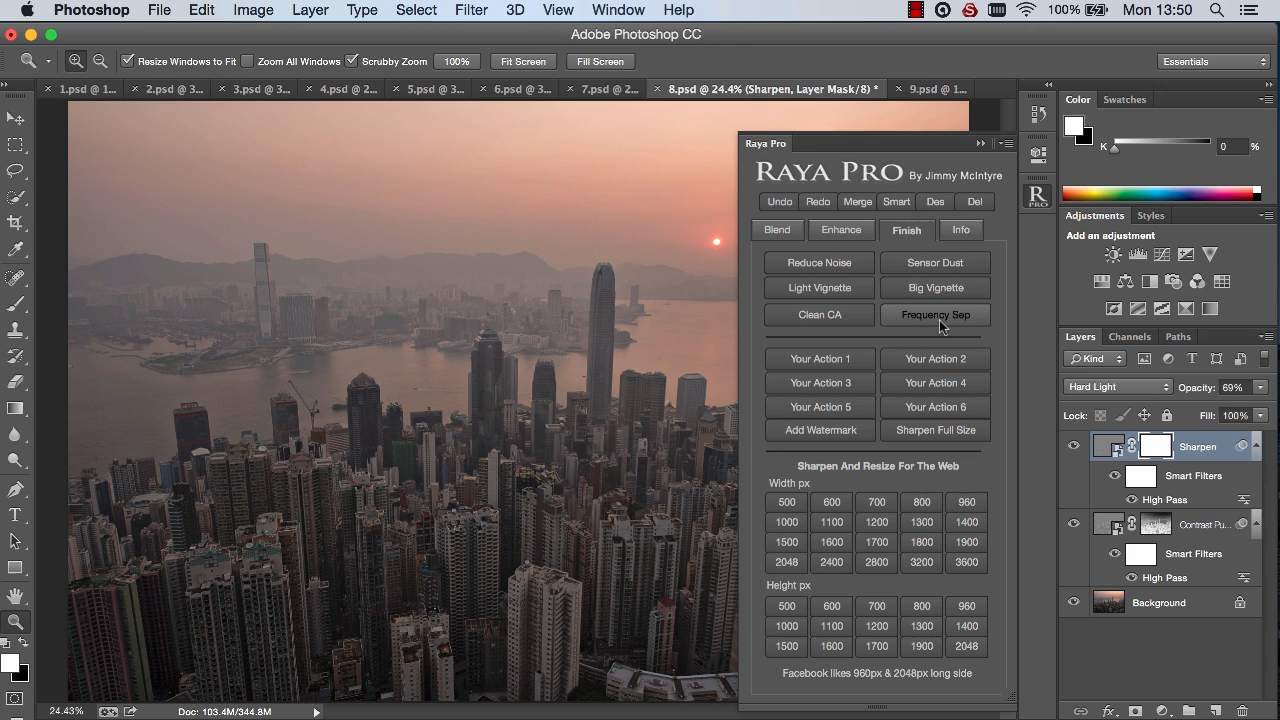 Photoshop File Edit Image Layer Type Select Filter 3D View Window Help 100% Mon 13:50
Adobe Photoshop CC
Resize Windows to Fit Zoom All Windows Scrubby Zoom 100% Fit Screen Fill Screen Essentials
1.psd @ 1... 2.psd @ 3... 3.psd @ 3... 4.psd @ 2... 5.psd @ 3... 6.psd @ 3... 7.psd @ 2... 8.psd @ 24.4% (Sharpen, Layer Mask/8) * 9.psd @ 1...
Raya Pro
RAYA PRO By Jimmy McIntyre
Undo Redo Merge Smart Des Del
Blend Enhance Finish Info
Reduce Noise Sensor Dust
Light Vignette Big Vignette
Clean CA Frequency Sep
Your Action 1 Your Action 2
Your Action 3 Your Action 4
Your Action 5 Your Action 6
Add Watermark Sharpen Full Size
Sharpen And Resize For The Web
Width px
500 600 700 800 960
1000 1100 1200 1300 1400
1500 1600 1700 1800 1900
2048 2400 2800 3200 3600
Height px
500 600 700 800 960
1000 1100 1200 1300 1400
1500 1600 1700 1900 2048
Facebook likes 960px & 2048px long side
R PRO
Color Swatches
K 0 %
Adjustments Styles
Add an adjustment
Layers Channels Paths
Kind
Hard Light Opacity: 69%
Lock: Fill: 100%
Sharpen
Smart Filters
High Pass
Contrast Pu...
Smart Filters
High Pass
Background
24.43% Doc: 103.4M/344.8M